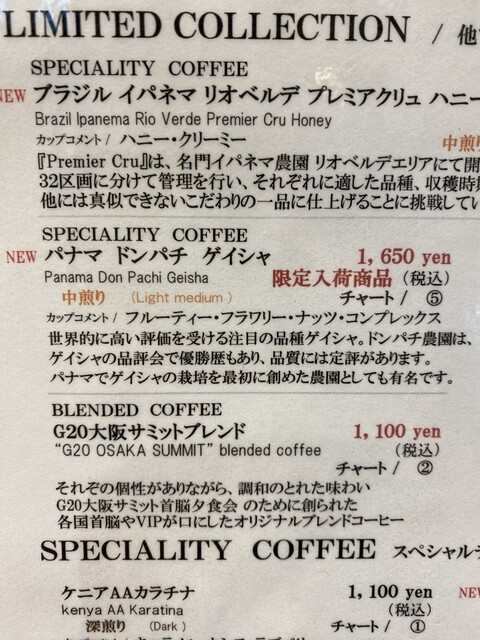 LIMITED COLLECTION / 他
SPECIALITY COFFEE
NEW ブラジル イパネマ リオベルデ プレミアクリュ ハニー
Brazil Ipanema Rio Verde Premier Cru Honey
カップコメント / ハニー・クリーミー 中煎り
『Premier Cru』は、名門イパネマ農園 リオベルデエリアにて開
32区画に分けて管理を行い、それぞれに適した品種、収穫時期
他には真似できないこだわりの一品に仕上げることに挑戦してい
SPECIALITY COFFEE
NEW パナマ ドンパチ ゲイシャ 1,650 yen
Panama Don Pachi Geisha 限定入荷商品 (税込)
中煎り (Light medium) チャート / ⑤
カップコメント / フルーティー・フラワリー・ナッツ・コンプレックス
世界的に高い評価を受ける注目の品種ゲイシャ。ドンパチ農園は、
ゲイシャの品評会で優勝歴もあり、品質には定評があります。
パナマでゲイシャの栽培を最初に創めた農園としても有名です。
BLENDED COFFEE
G20大阪サミットブレンド 1,100 yen
"G20 OSAKA SUMMIT" blended coffee (税込)
チャート / ②
それぞれの個性がありながら、調和のとれた味わい
G20大阪サミット首脳夕食会 のために創られた
各国首脳やVIPが口にしたオリジナルブレンドコーヒー
SPECIALITY COFFEE スペシャル
ケニアAAカラチナ 1,100 yen NE
kenya AA Karatina (税込)
深煎り (Dark) チャート / ①